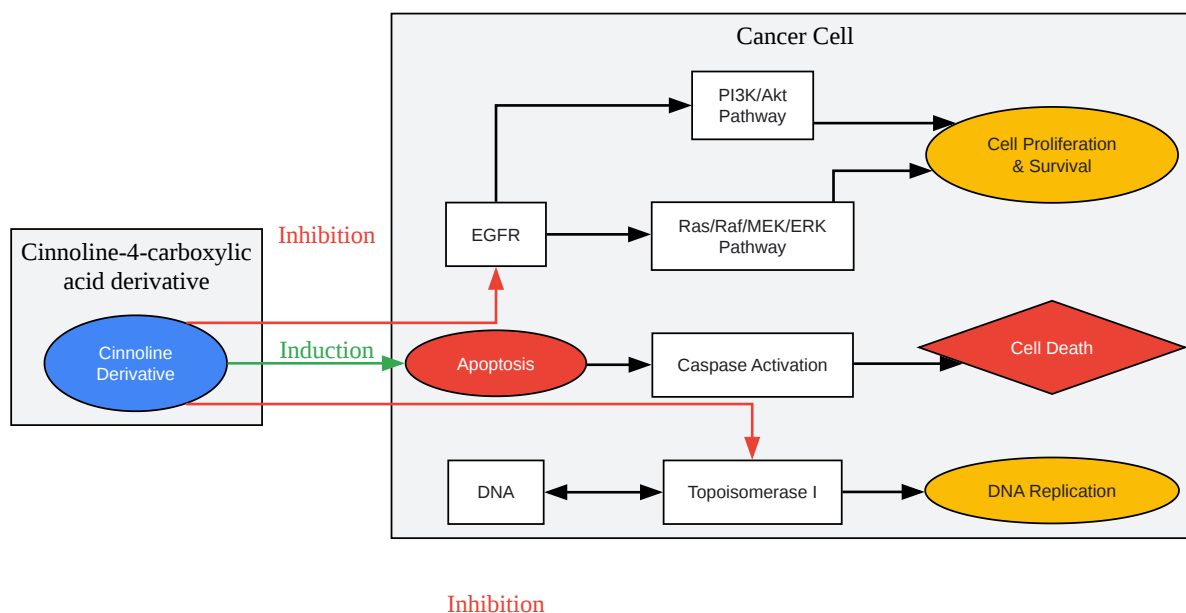 Cancer Cell
PI3K/Akt
Pathway
Cell Proliferation
& Survival
EGFR
Ras/Raf/MEK/ERK
Pathway
Inhibition
Cinnoline-4-carboxylic
acid derivative
Cinnoline
Derivative
Induction
Apoptosis
Caspase Activation
Cell Death
DNA
Topoisomerase I
DNA Replication
Inhibition